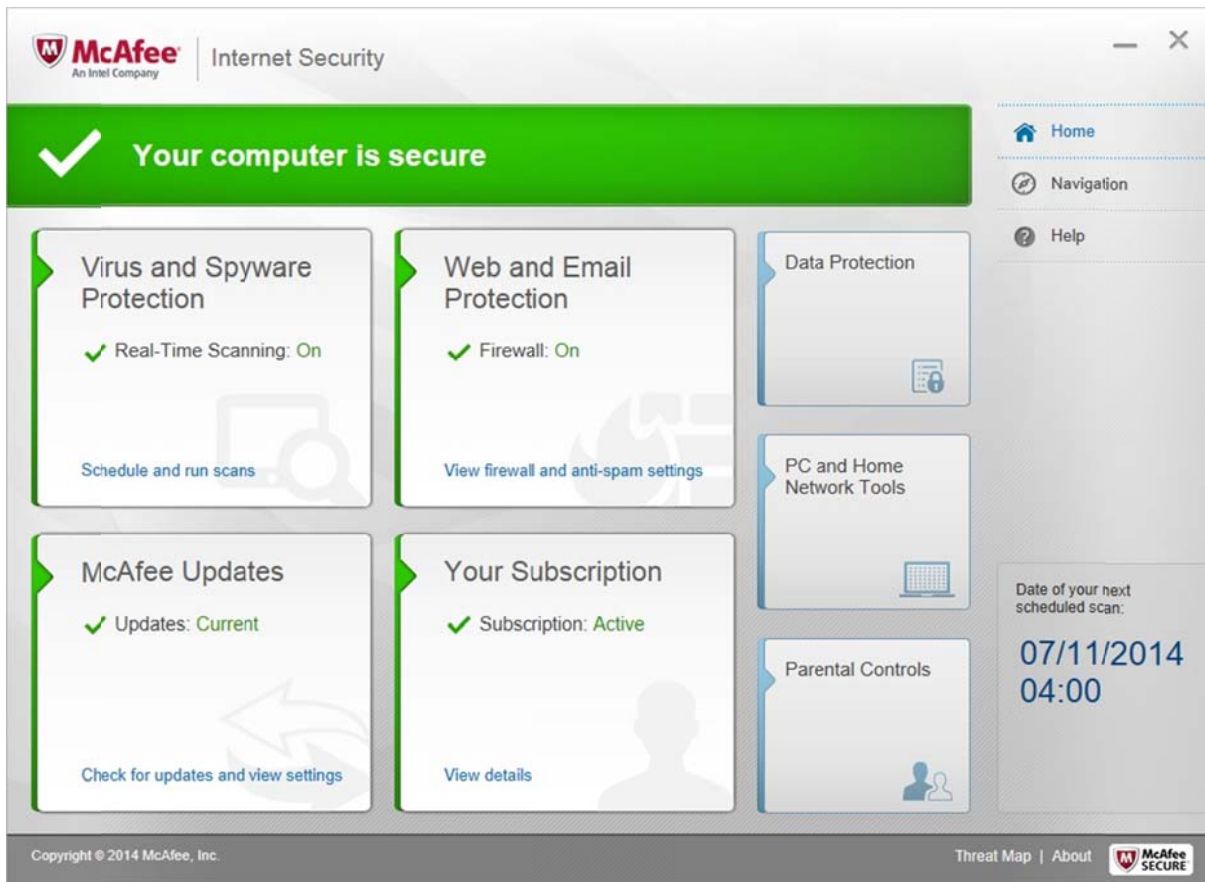 McAfee
An Intel Company
Internet Security
Your computer is secure
Home
Navigation
Help
Virus and Spyware
Protection
Real-Time Scanning: On
Schedule and run scans
Web and Email
Protection
Firewall: On
View firewall and anti-spam settings
Data Protection
PC and Home
Network Tools
McAfee Updates
Updates: Current
Check for updates and view settings
Your Subscription
Subscription: Active
View details
Parental Controls
Date of your next
scheduled scan:
07/11/2014
04:00
Copyright © 2014 McAfee, Inc.
Threat Map | About
McAfee
SECURE